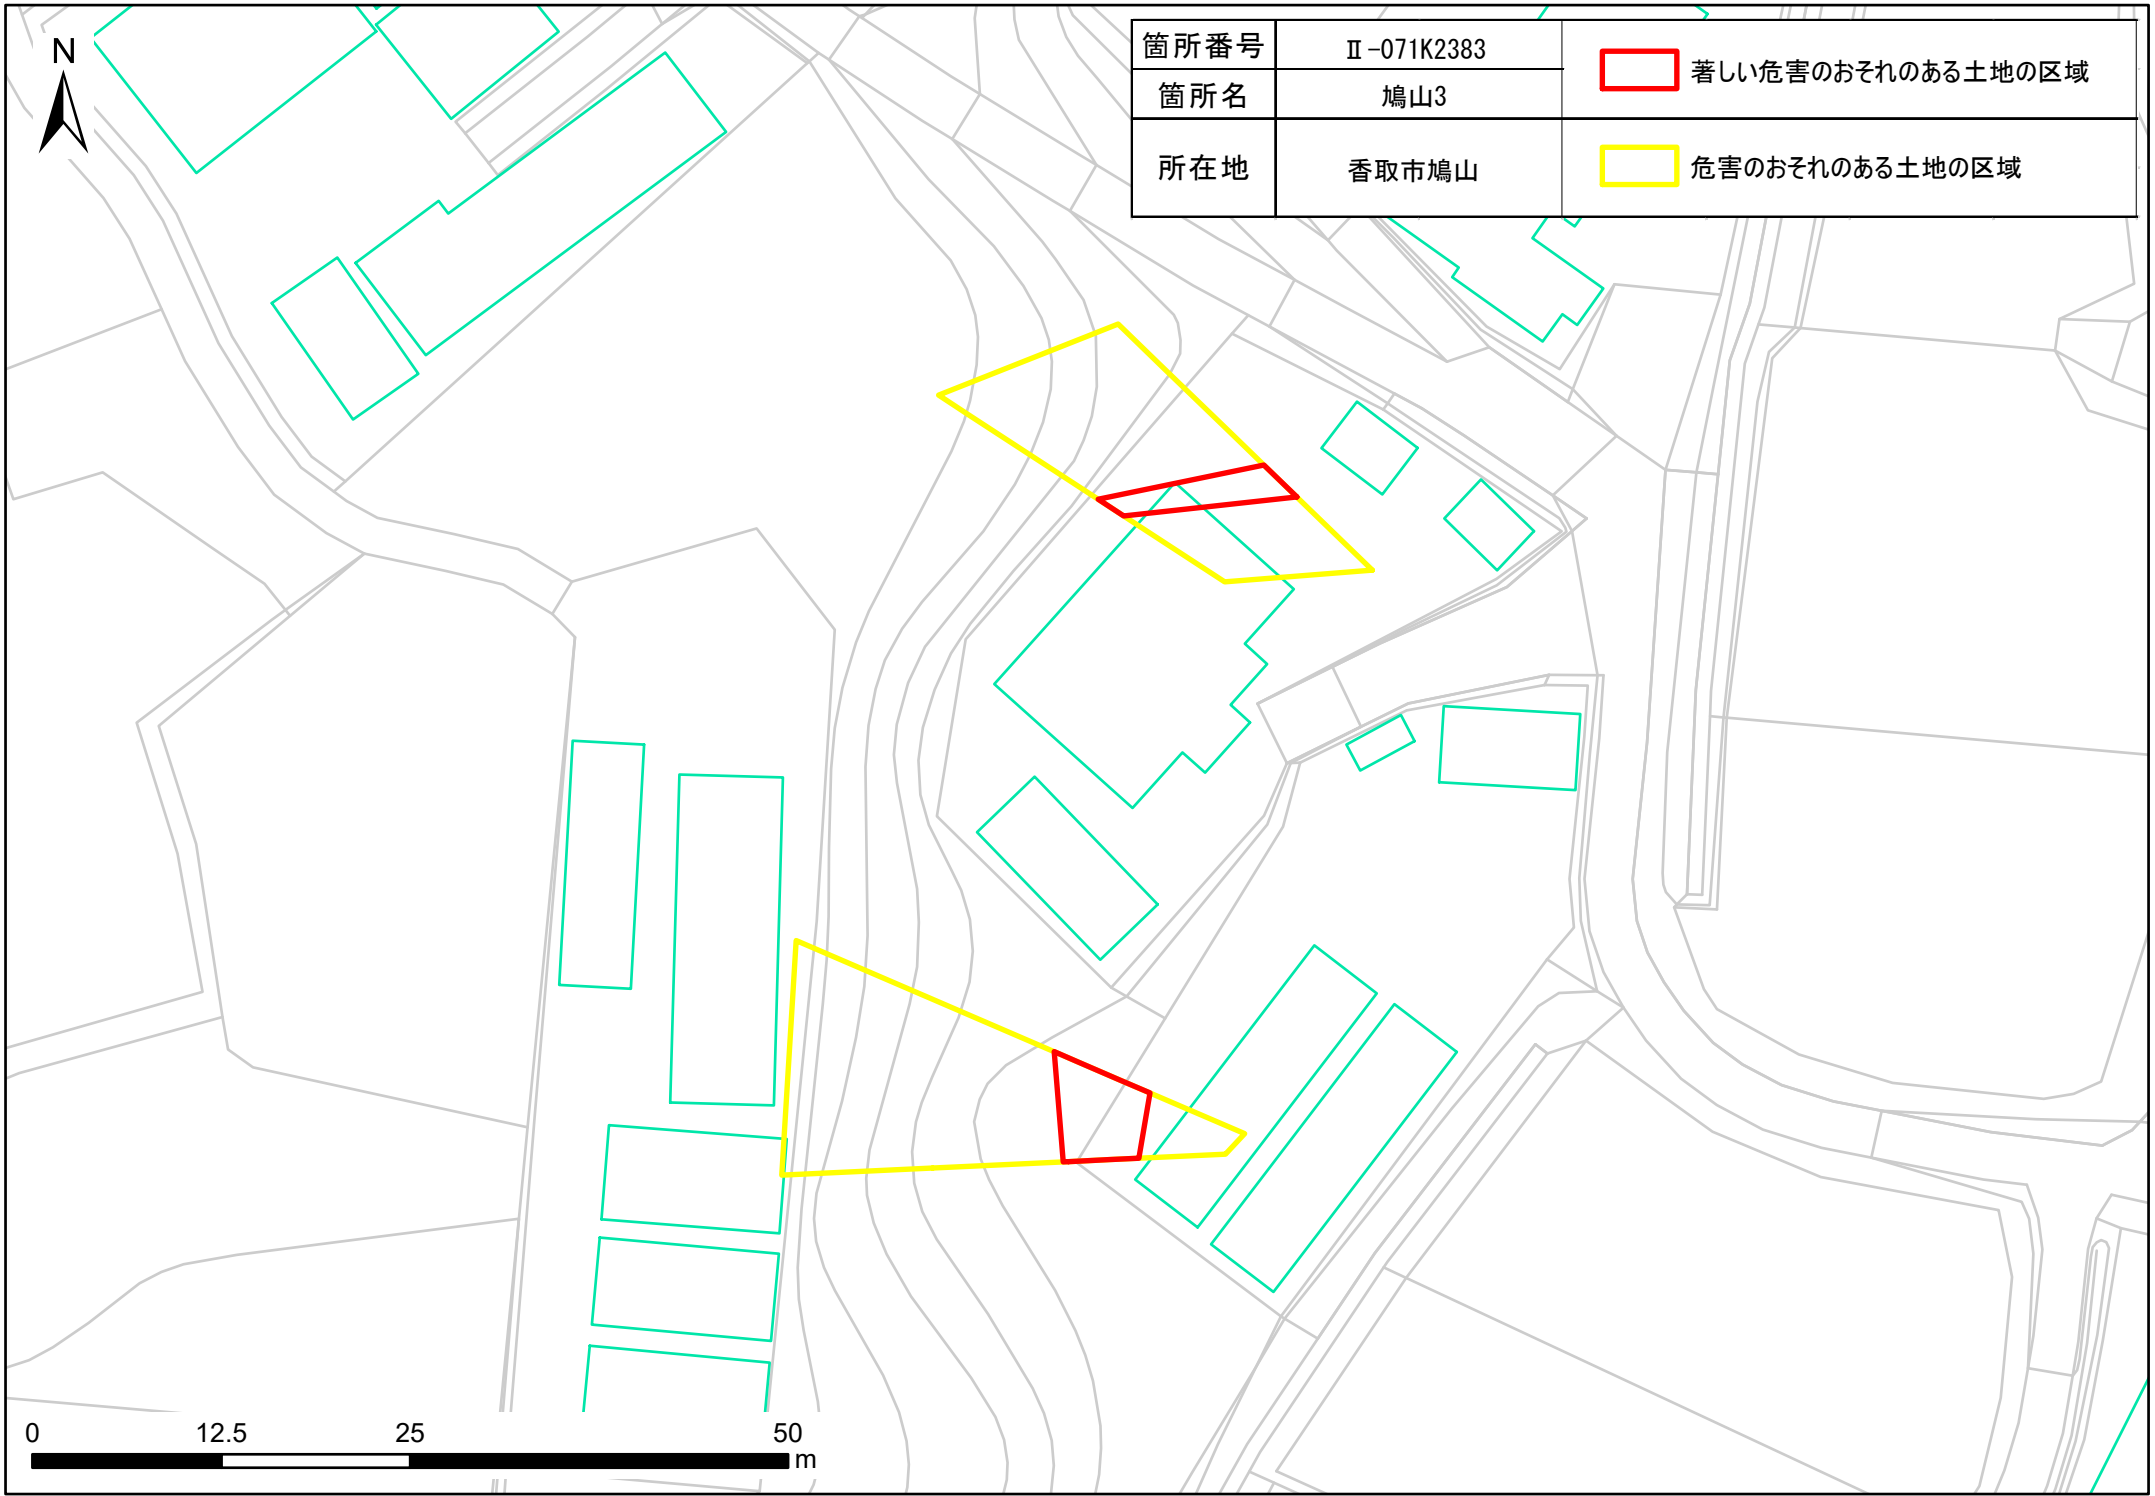 N
箇所番号 Ⅱ-071K2383
箇所名 鳩山3
所在地 香取市鳩山
著しい危害のおそれのある土地の区域
危害のおそれのある土地の区域
0 12.5 25 50
m